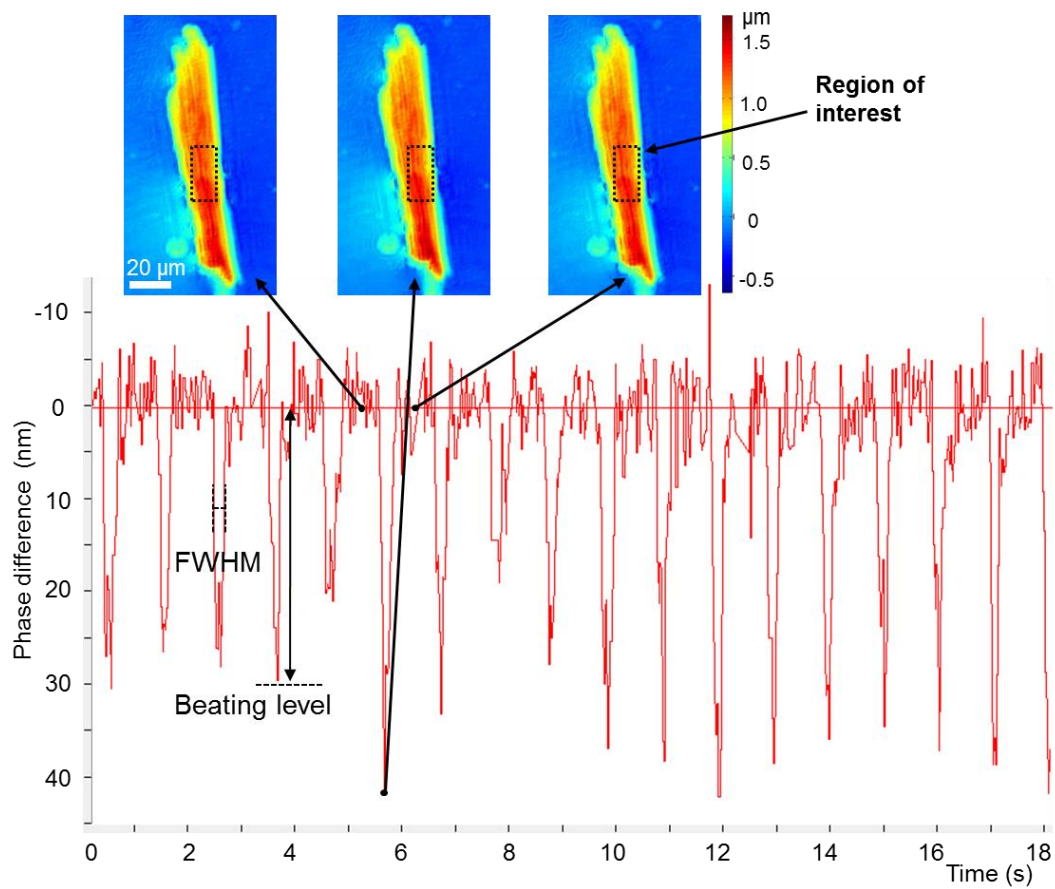 µm
1.5
1.0
0.5
0
-0.5
Region of
interest
20 µm
-10
0
10
20
30
40
Phase difference (nm)
FWHM
Beating level
0 2 4 6 8 10 12 14 16 18
Time (s)